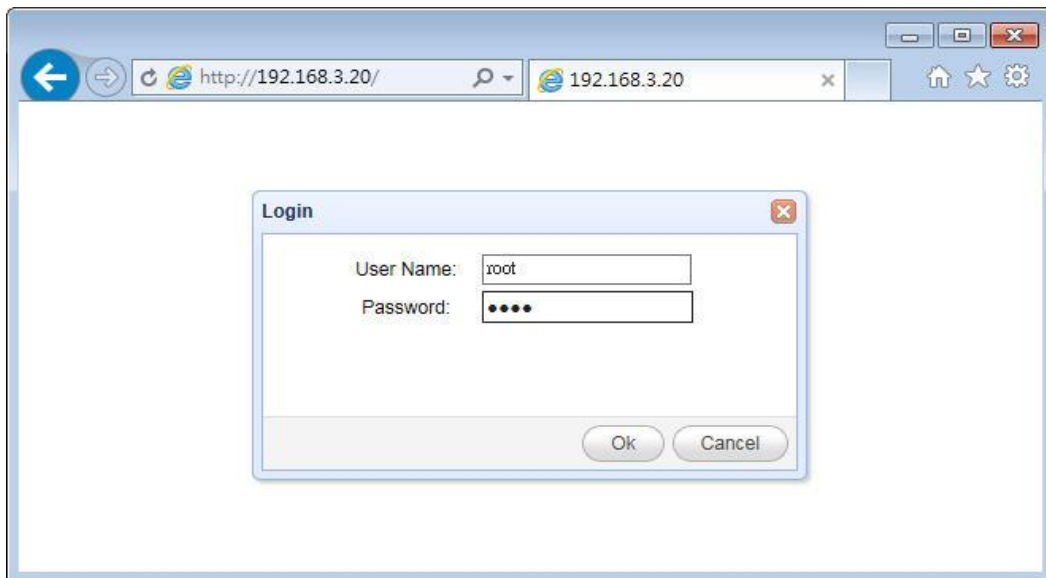 http://192.168.3.20/ 192.168.3.20
Login
User Name: root
Password: ●●●●
Ok Cancel